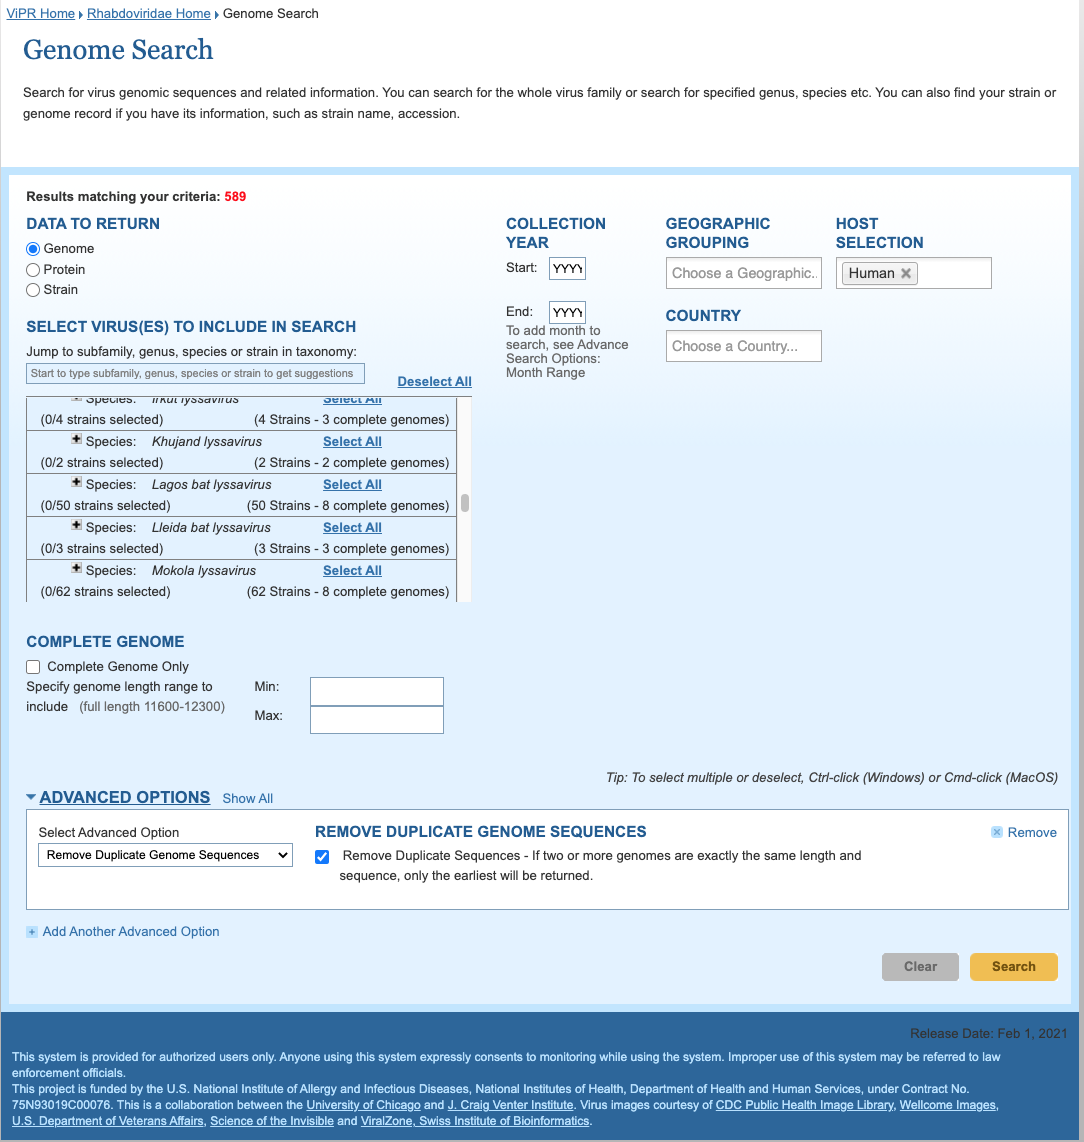 ViPR Home Rhabdoviridae Home Genome Search
Genome Search
Search for virus genomic sequences and related information. You can search for the whole virus family or search for specified genus, species etc. You can also find your strain or
genome record if you have its information, such as strain name, accession.
Results matching your criteria: 589
DATA TO RETURN
Genome
Protein
Strain
SELECT VIRUS(ES) TO INCLUDE IN SEARCH
Jump to subfamily, genus, species or strain in taxonomy:
Start to type subfamily, genus, species or strain to get suggestions
Deselect All
Species: Irkut lyssavirus Select All
(0/4 strains selected) (4 Strains - 3 complete genomes)
Species: Khujand lyssavirus Select All
(0/2 strains selected) (2 Strains - 2 complete genomes)
Species: Lagos bat lyssavirus Select All
(0/50 strains selected) (50 Strains - 8 complete genomes)
Species: Lleida bat lyssavirus Select All
(0/3 strains selected) (3 Strains - 3 complete genomes)
Species: Mokola lyssavirus Select All
(0/62 strains selected) (62 Strains - 8 complete genomes)
COLLECTION
YEAR
Start: YYYY
End: YYYY
To add month to
search, see Advance
Search Options:
Month Range
GEOGRAPHIC
GROUPING
Choose a Geographic..
COUNTRY
Choose a Country...
HOST
SELECTION
Human
COMPLETE GENOME
Complete Genome Only
Specify genome length range to
include (full length 11600-12300)
Min:
Max:
Tip: To select multiple or deselect, Ctrl-click (Windows) or Cmd-click (MacOS)
ADVANCED OPTIONS Show All
Select Advanced Option
Remove Duplicate Genome Sequences
REMOVE DUPLICATE GENOME SEQUENCES
Remove
Remove Duplicate Sequences - If two or more genomes are exactly the same length and
sequence, only the earliest will be returned.
Add Another Advanced Option
Clear Search
Release Date: Feb 1, 2021
This system is provided for authorized users only. Anyone using this system expressly consents to monitoring while using the system. Improper use of this system may be referred to law
enforcement officials.
This project is funded by the U.S. National Institute of Allergy and Infectious Diseases, National Institutes of Health, Department of Health and Human Services, under Contract No.
75N93019C00076. This is a collaboration between the University of Chicago and J. Craig Venter Institute. Virus images courtesy of CDC Public Health Image Library, Wellcome Images,
U.S. Department of Veterans Affairs, Science of the Invisible and ViralZone, Swiss Institute of Bioinformatics.